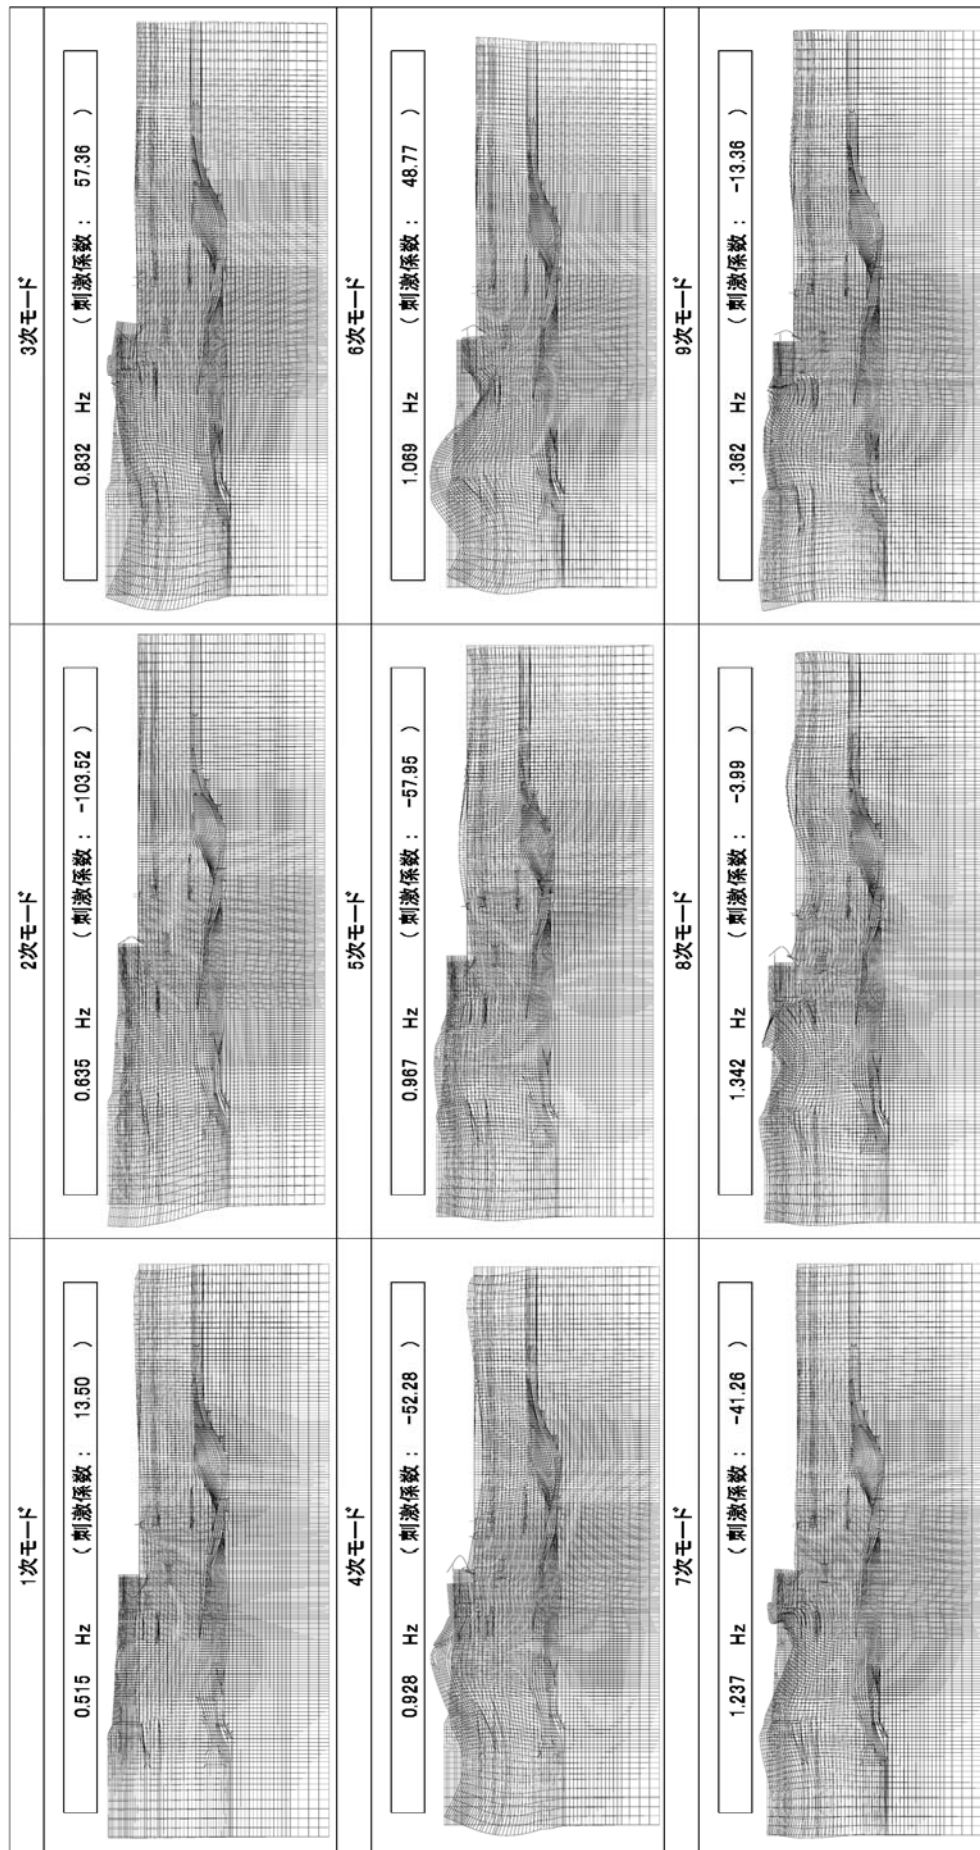 1次モード
0.515 Hz (刺激係数: 13.50 )
2次モード
0.635 Hz (刺激係数: -103.52 )
3次モード
0.832 Hz (刺激係数: 57.36 )
4次モード
0.928 Hz (刺激係数: -52.28 )
5次モード
0.967 Hz (刺激係数: -57.95 )
6次モード
1.069 Hz (刺激係数: 48.77 )
7次モード
1.237 Hz (刺激係数: -41.26 )
8次モード
1.342 Hz (刺激係数: -3.99 )
9次モード
1.362 Hz (刺激係数: -13.36 )